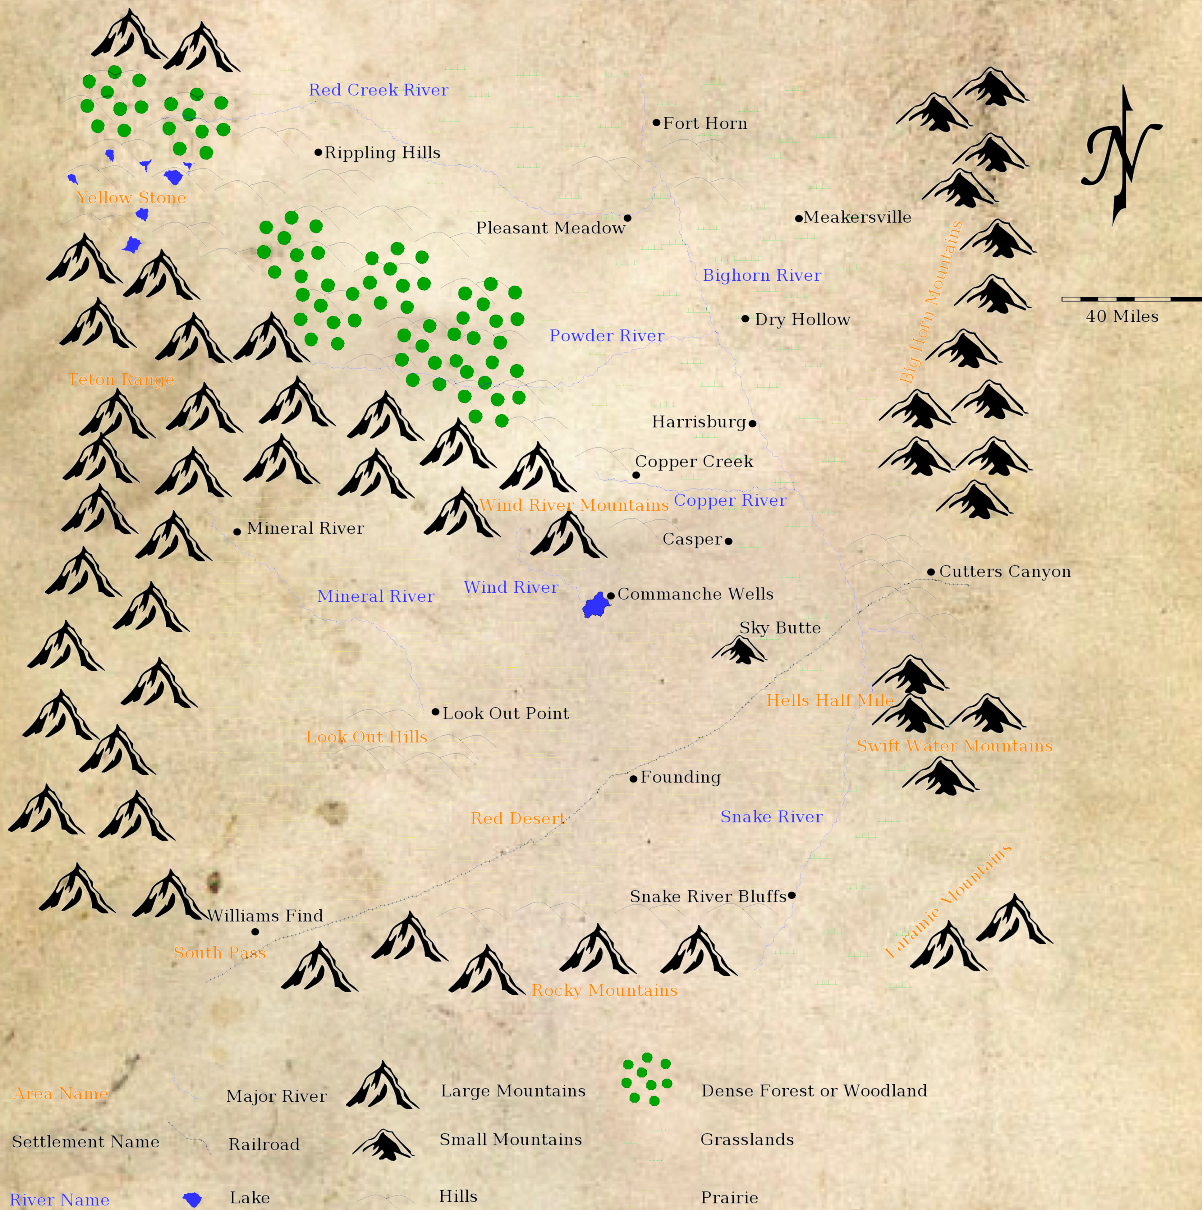 Red Creek River
Fort Horn
Rippling Hills
Yellow Stone
Pleasant Meadow
Meakersville
N
Bighorn River
Big Horn Mountains
40 Miles
Dry Hollow
Powder River
Teton Range
Harrisburg
Copper Creek
Wind River Mountains
Copper River
Mineral River
Casper
Cutters Canyon
Mineral River
Wind River
Commanche Wells
Sky Butte
Hells Half Mile
Look Out Point
Look Out Hills
Swift Water Mountains
Founding
Red Desert
Snake River
Laramie Mountains
Snake River Bluffs
Williams Find
South Pass
Rocky Mountains
Area Name
Major River
Large Mountains
Dense Forest or Woodland
Settlement Name
Railroad
Small Mountains
Grasslands
River Name
Lake
Hills
Prairie